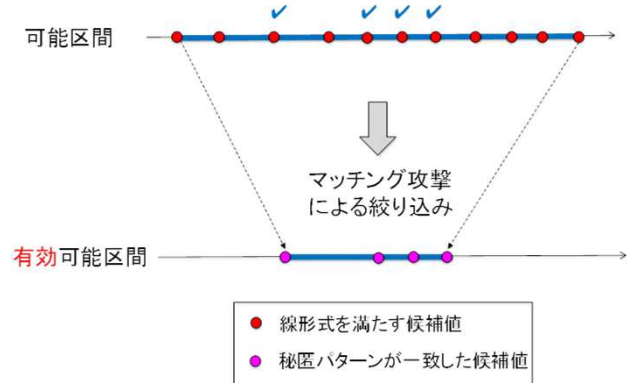 可能区間
マッチング攻撃
による絞り込み
有効可能区間
線形式を満たす候補値
秘匿パターンが一致した候補値